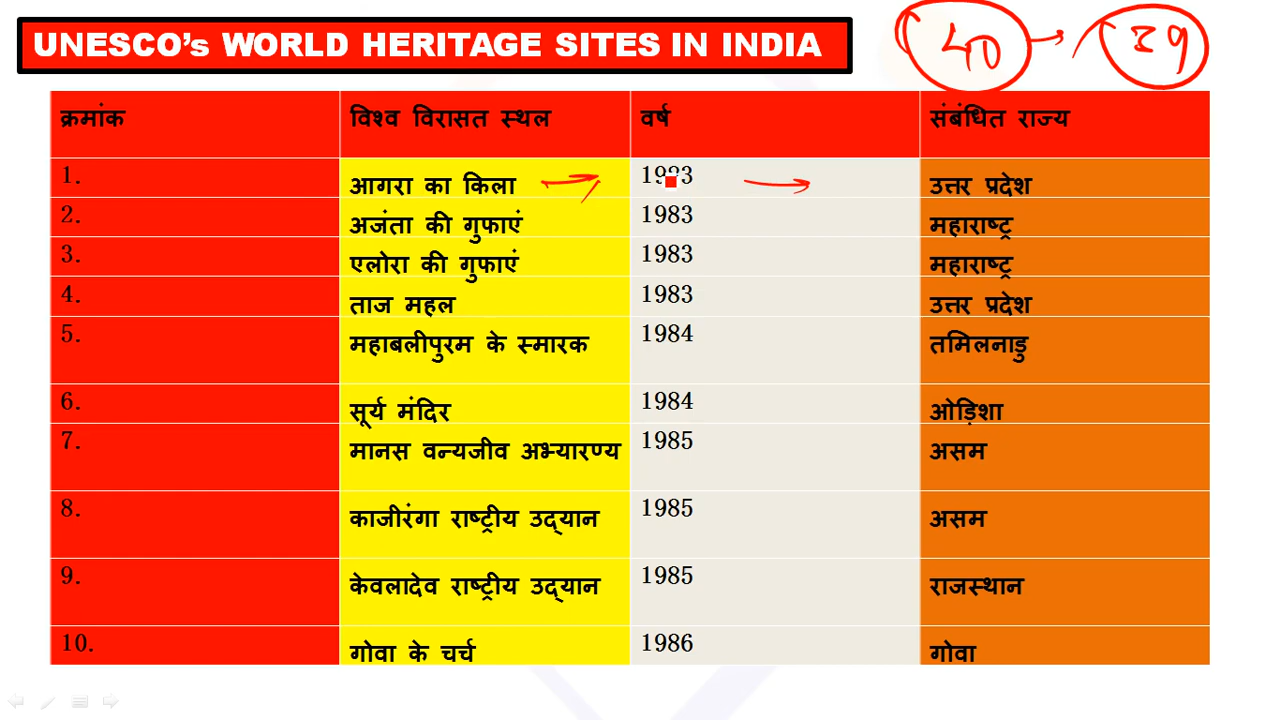 UNESCO's WORLD HERITAGE SITES IN INDIA
40 → 39
क्रमांक विश्व विरासत स्थल वर्ष संबंधित राज्य
1. आगरा का किला 1983 उत्तर प्रदेश
2. अजंता की गुफाएं 1983 महाराष्ट्र
3. एलोरा की गुफाएं 1983 महाराष्ट्र
4. ताज महल 1983 उत्तर प्रदेश
5. महाबलीपुरम के स्मारक 1984 तमिलनाडु
6. सूर्य मंदिर 1984 ओड़िशा
7. मानस वन्यजीव अभ्यारण्य 1985 असम
8. काजीरंगा राष्ट्रीय उद्यान 1985 असम
9. केवलादेव राष्ट्रीय उद्यान 1985 राजस्थान
10. गोवा के चर्च 1986 गोवा